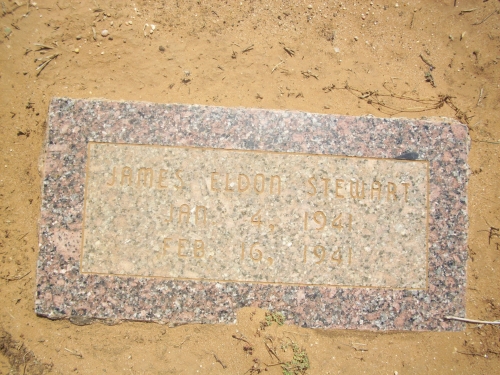 JAMES ELDON STEWART
JAN 4, 1941
FEB 16, 1941